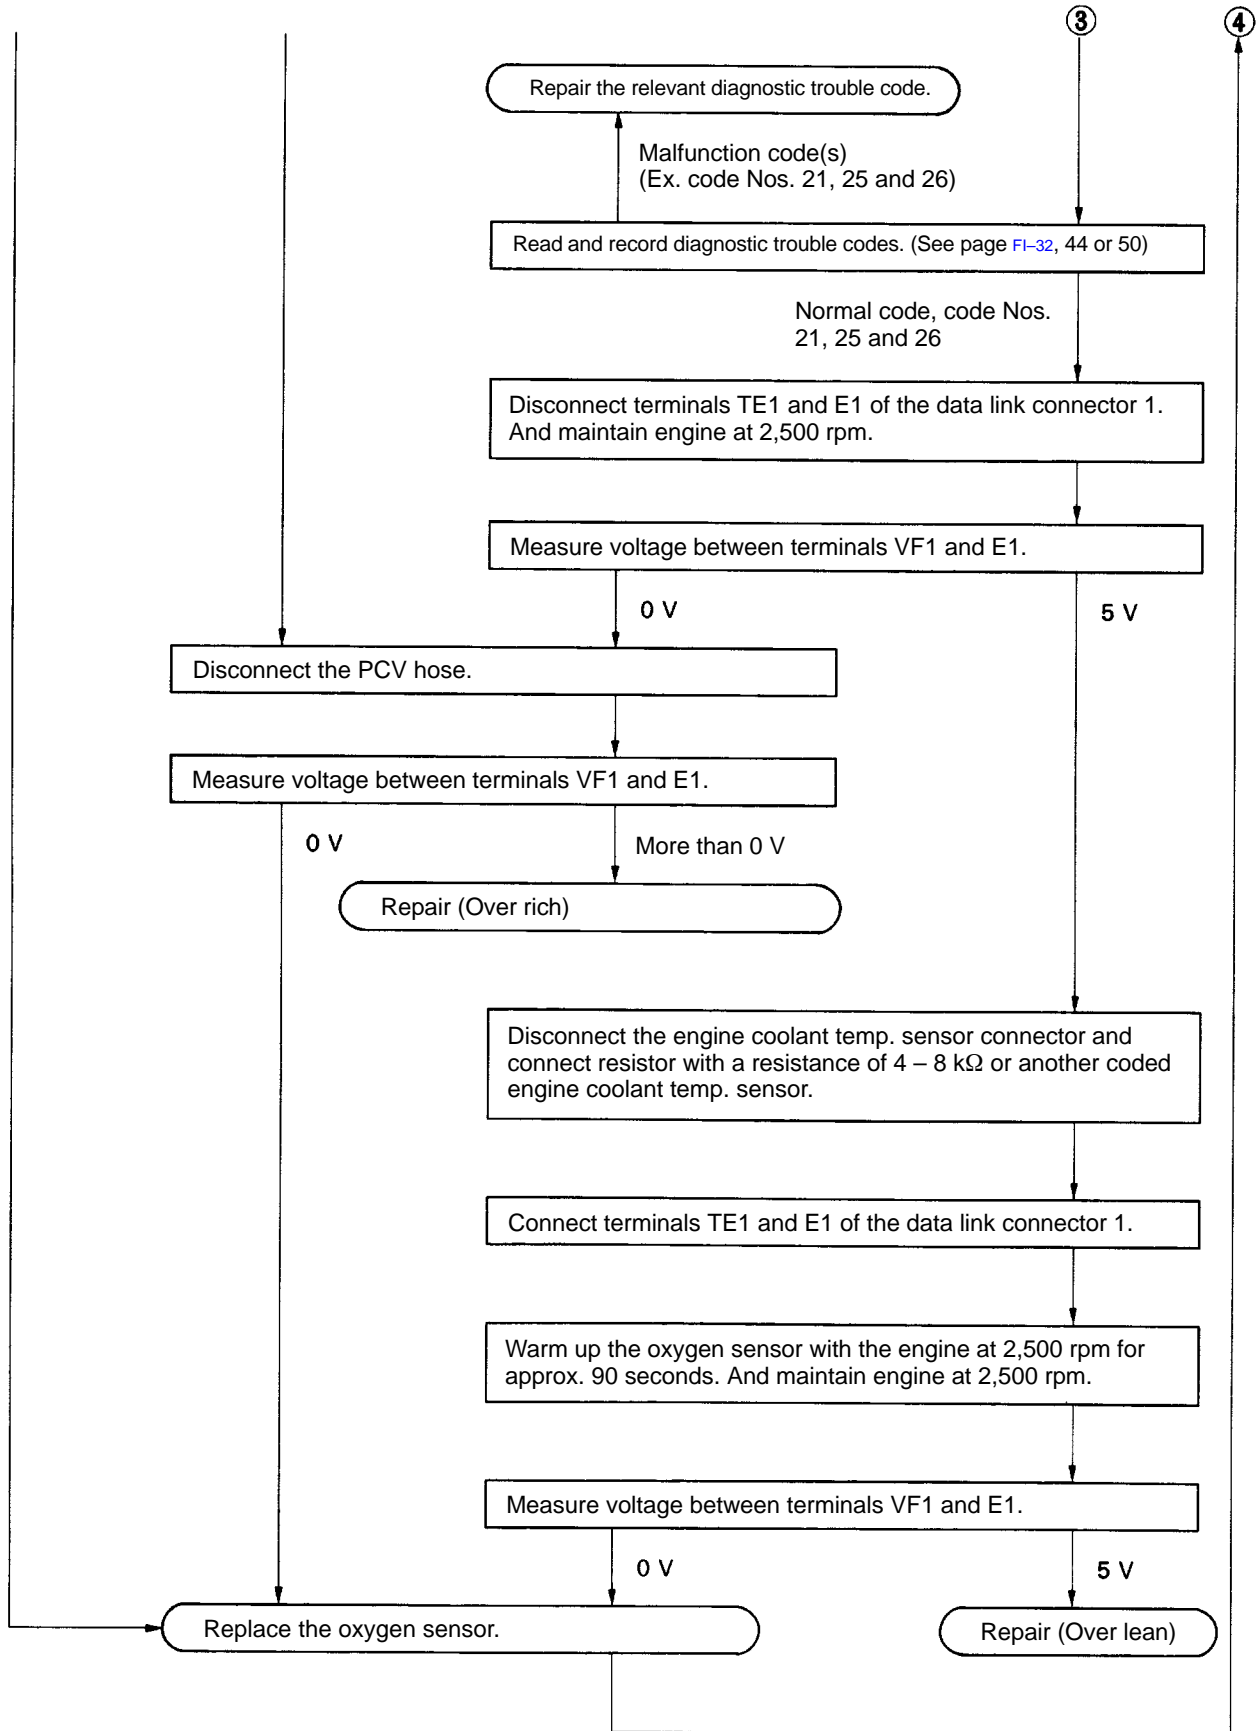 3
4
Repair the relevant diagnostic trouble code.
Malfunction code(s)
(Ex. code Nos. 21, 25 and 26)
Read and record diagnostic trouble codes. (See page FI–32, 44 or 50)
Normal code, code Nos.
21, 25 and 26
Disconnect terminals TE1 and E1 of the data link connector 1.
And maintain engine at 2,500 rpm.
Measure voltage between terminals VF1 and E1.
0 V
5 V
Disconnect the PCV hose.
Measure voltage between terminals VF1 and E1.
0 V
More than 0 V
Repair (Over rich)
Disconnect the engine coolant temp. sensor connector and
connect resistor with a resistance of 4 – 8 kΩ or another coded
engine coolant temp. sensor.
Connect terminals TE1 and E1 of the data link connector 1.
Warm up the oxygen sensor with the engine at 2,500 rpm for
approx. 90 seconds. And maintain engine at 2,500 rpm.
Measure voltage between terminals VF1 and E1.
0 V
5 V
Replace the oxygen sensor.
Repair (Over lean)